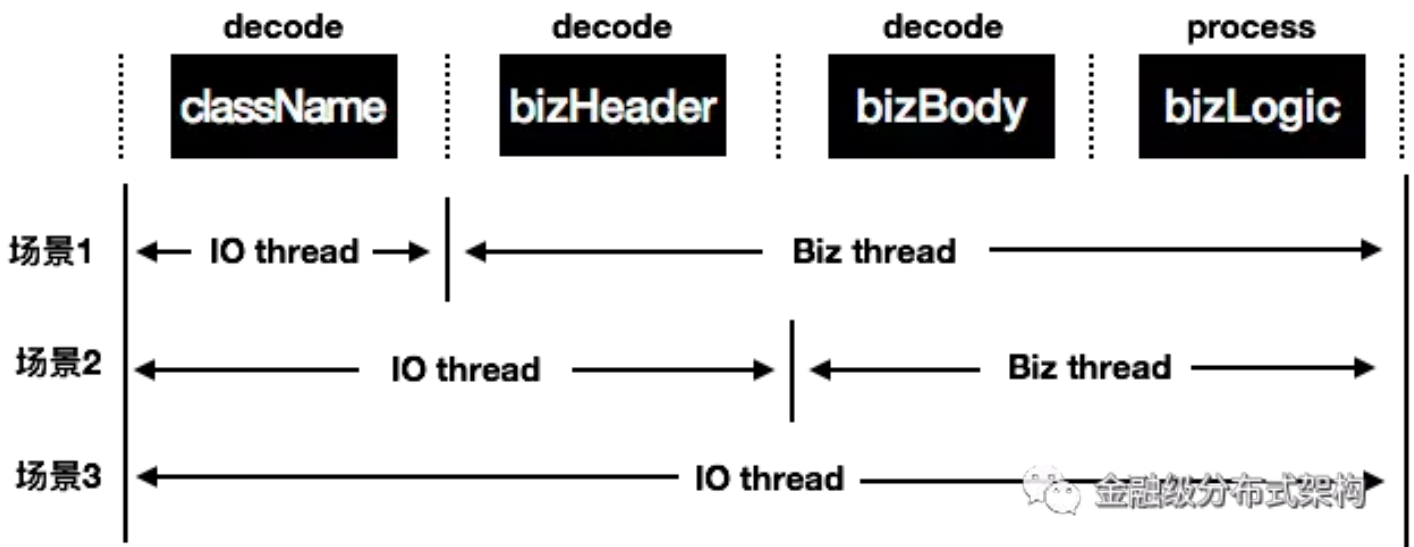 decode decode decode process
className bizHeader bizBody bizLogic
场景1 IO thread Biz thread
场景2 IO thread Biz thread
场景3 IO thread
金融级分布式架构